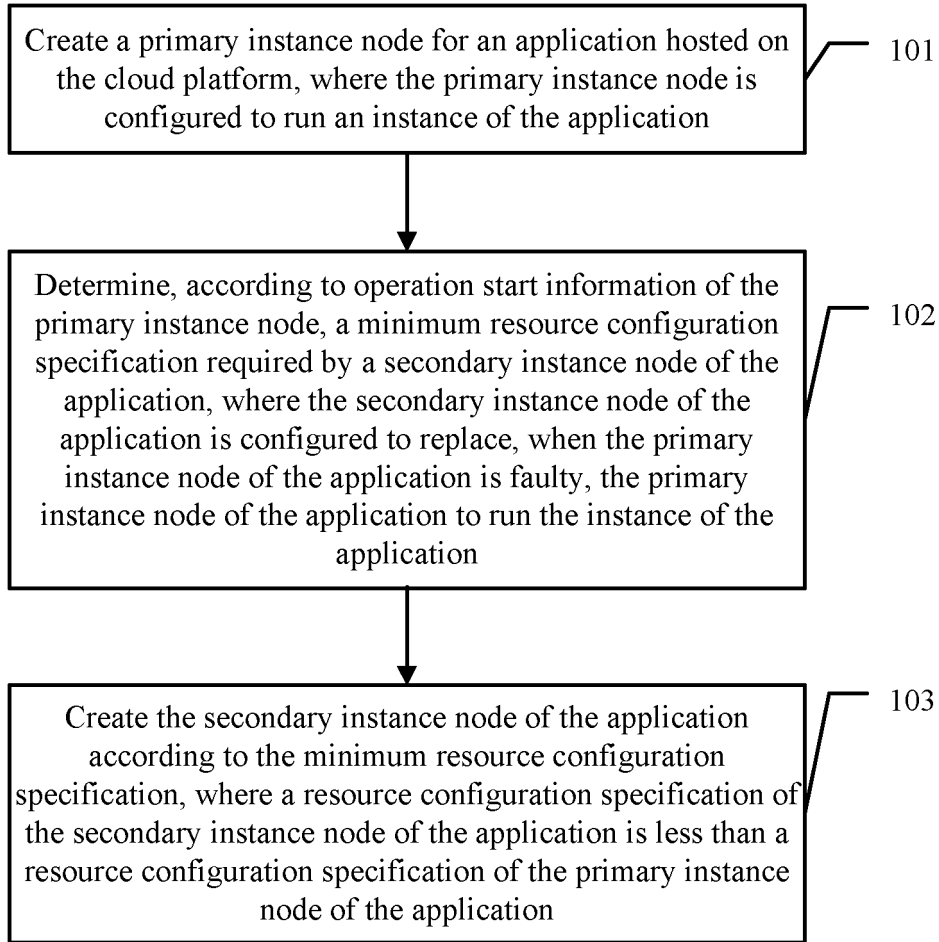 Create a primary instance node for an application hosted on
the cloud platform, where the primary instance node is
configured to run an instance of the application
101
Determine, according to operation start information of the
primary instance node, a minimum resource configuration
specification required by a secondary instance node of the
application, where the secondary instance node of the
application is configured to replace, when the primary
instance node of the application is faulty, the primary
instance node of the application to run the instance of the
application
102
Create the secondary instance node of the application
according to the minimum resource configuration
specification, where a resource configuration specification of
the secondary instance node of the application is less than a
resource configuration specification of the primary instance
node of the application
103